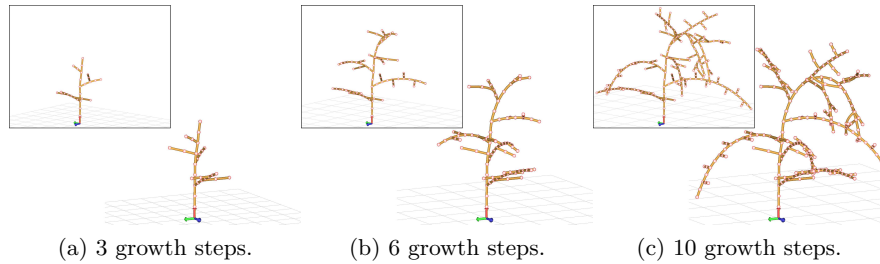 (a) 3 growth steps.
(b) 6 growth steps.
(c) 10 growth steps.